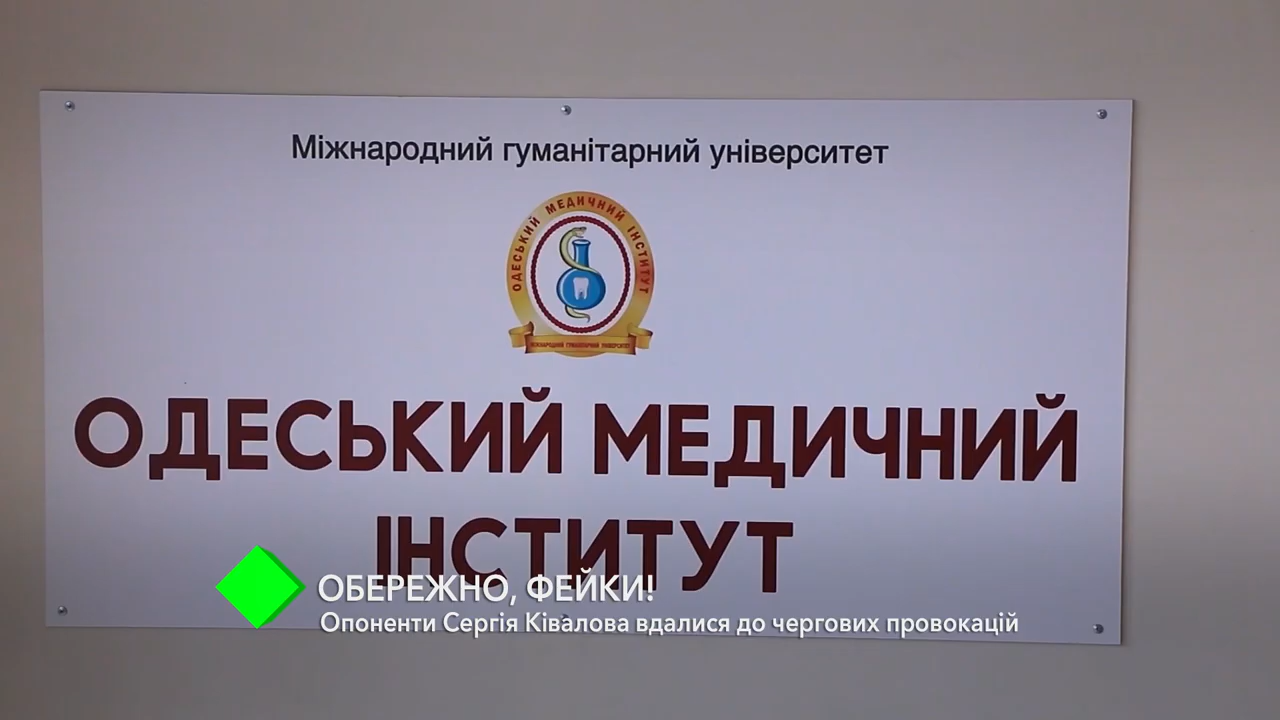 Міжнародний гуманітарний університет
ОДЕСЬКИЙ МЕДИЧНИЙ ІНСТИТУТ
МІЖНАРОДНИЙ ГУМАНІТАРНИЙ УНІВЕРСИТЕТ
ОДЕСЬКИЙ МЕДИЧНИЙ
ІНСТИТУТ
ОБЕРЕЖНО, ФЕЙКИ!
Опоненти Сергія Ківалова вдалися до чергових провокацій